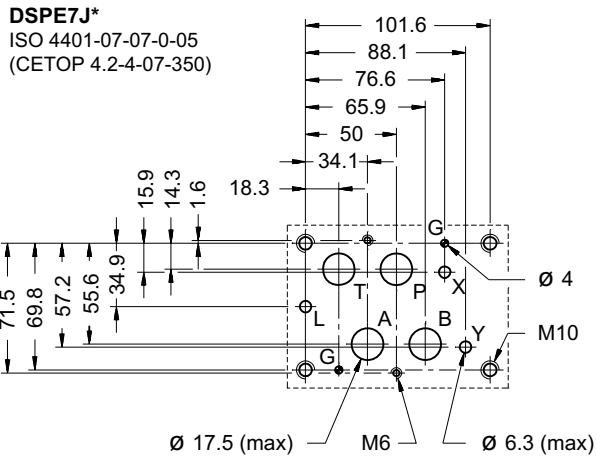 DSPE7J*
ISO 4401-07-07-0-05
(CETOP 4.2-4-07-350)
101.6
88.1
76.6
65.9
50
34.1
18.3
15.9
14.3
1.6
G
T
P
X
Ø 4
71.5
69.8
57.2
55.6
34.9
L
A
B
Y
M10
G
Ø 17.5 (max)
M6
Ø 6.3 (max)